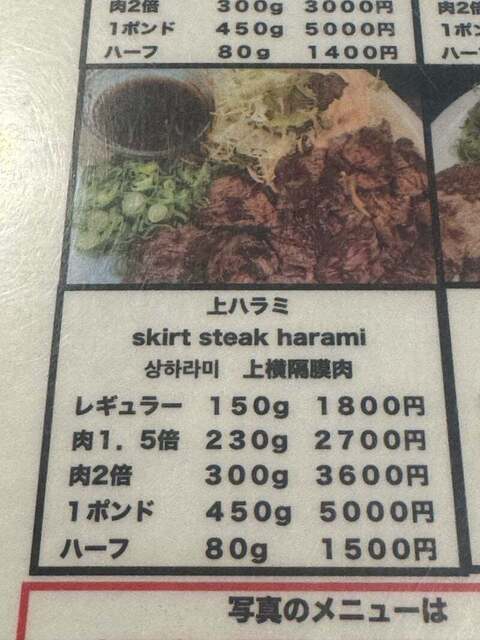 肉2倍 300g 3000円
1ポンド 450g 5000円
ハーフ 80g 1400円
上ハラミ
skirt steak harami
상하라미 上横隔膜肉
レギュラー 150g 1800円
肉1．5倍 230g 2700円
肉2倍 300g 3600円
1ポンド 450g 5000円
ハーフ 80g 1500円
写真のメニューは